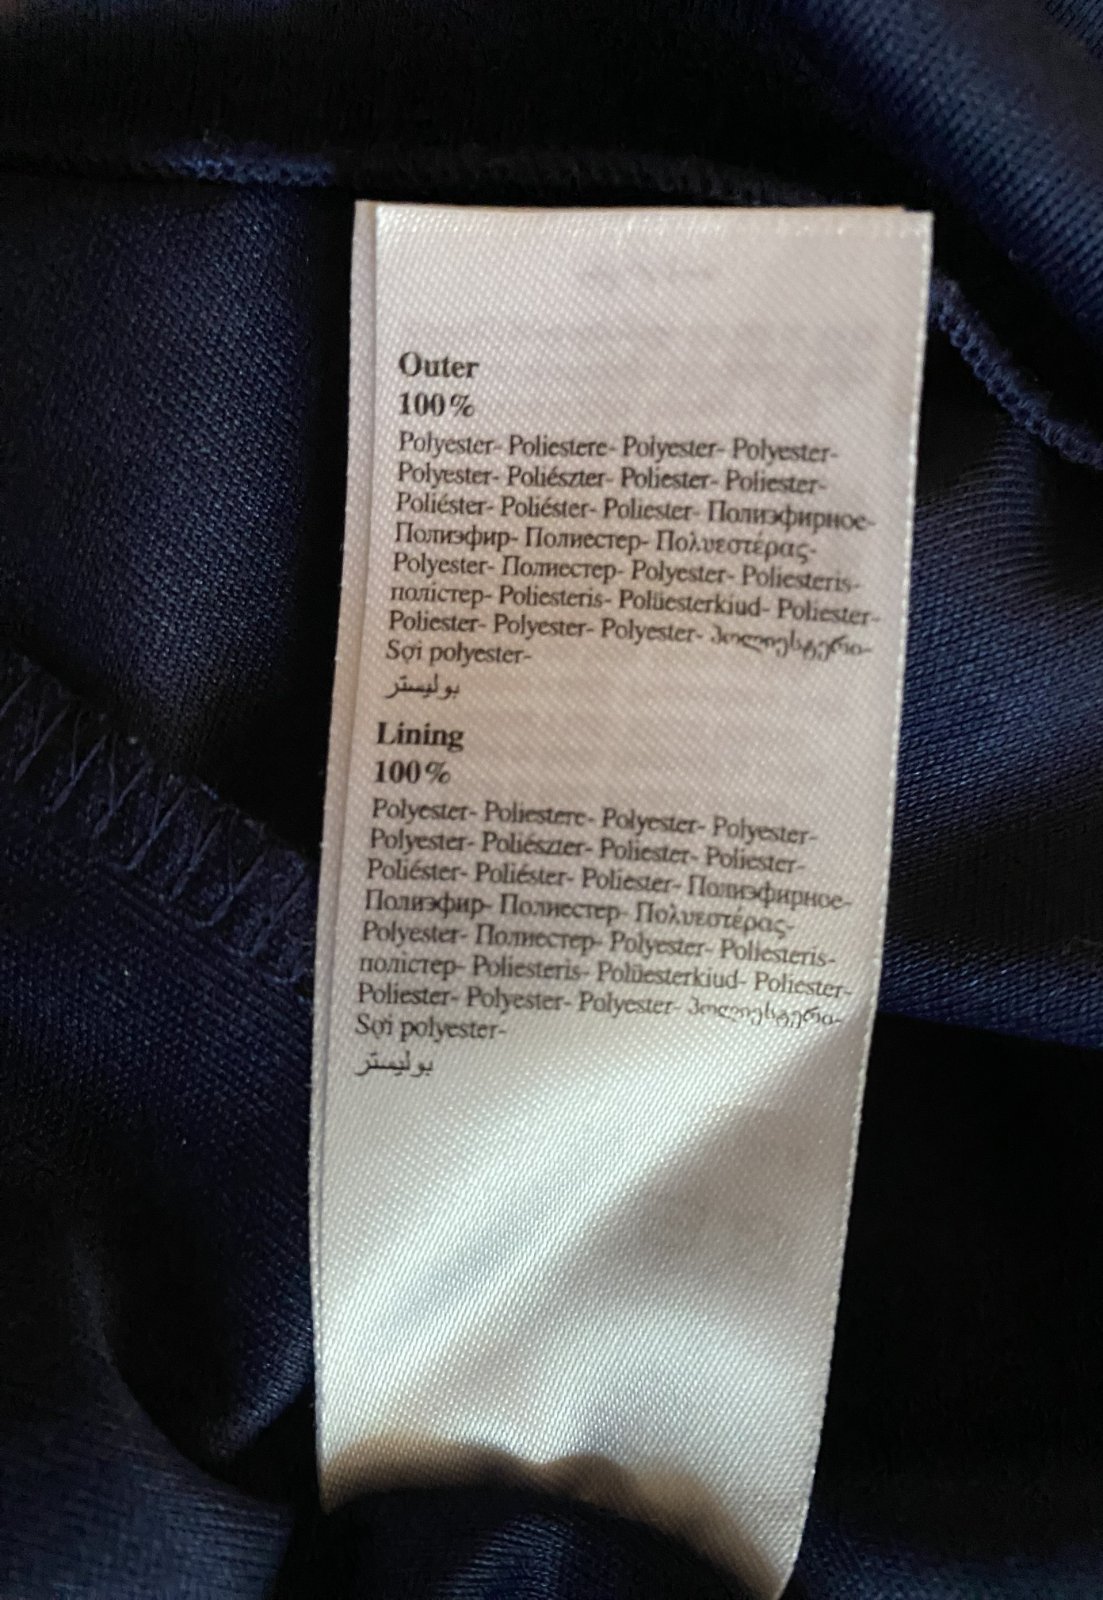 Outer
100%
Polyester- Poliestere- Polyester- Polyester-
Polyester- Poliészter- Poliester- Poliester-
Poliéster- Poliéster- Poliester- Полиэфирное-
Полиэфир- Полиестер- Πολυεστέρας-
Polyester- Полиестер- Polyester- Poliesteris-
поліетер- Poliesteris- Polüesterkiud- Poliester-
Poliester- Polyester- Polyester- პოლიესტერი-
Sợi polyester-
بوليستر
Lining
100%
Polyester- Poliestere- Polyester- Polyester-
Polyester- Poliészter- Poliester- Poliester-
Poliéster- Poliéster- Poliester- Полиэфирное-
Полиэфир- Полиестер- Πολυεστέρας-
Polyester- Полиестер- Polyester- Poliesteris-
полістер- Poliesteris- Polüesterkiud- Poliester-
Poliester- Polyester- Polyester- პოლიესტერი-
Sợi polyester-
بوليستر